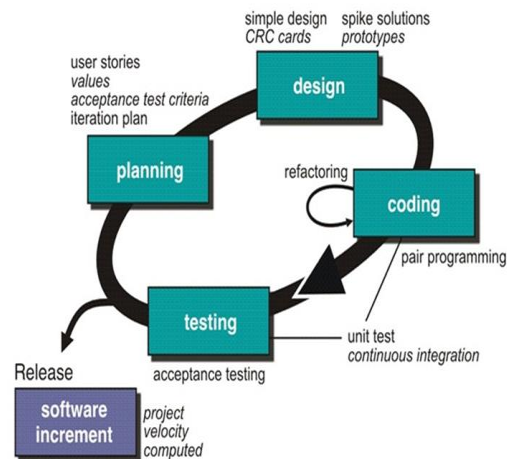 simple design
CRC cards
spike solutions
prototypes
design
user stories
values
acceptance test criteria
iteration plan
planning
refactoring
coding
pair programming
testing
unit test
continuous integration
acceptance testing
Release
software
increment
project
velocity
computed